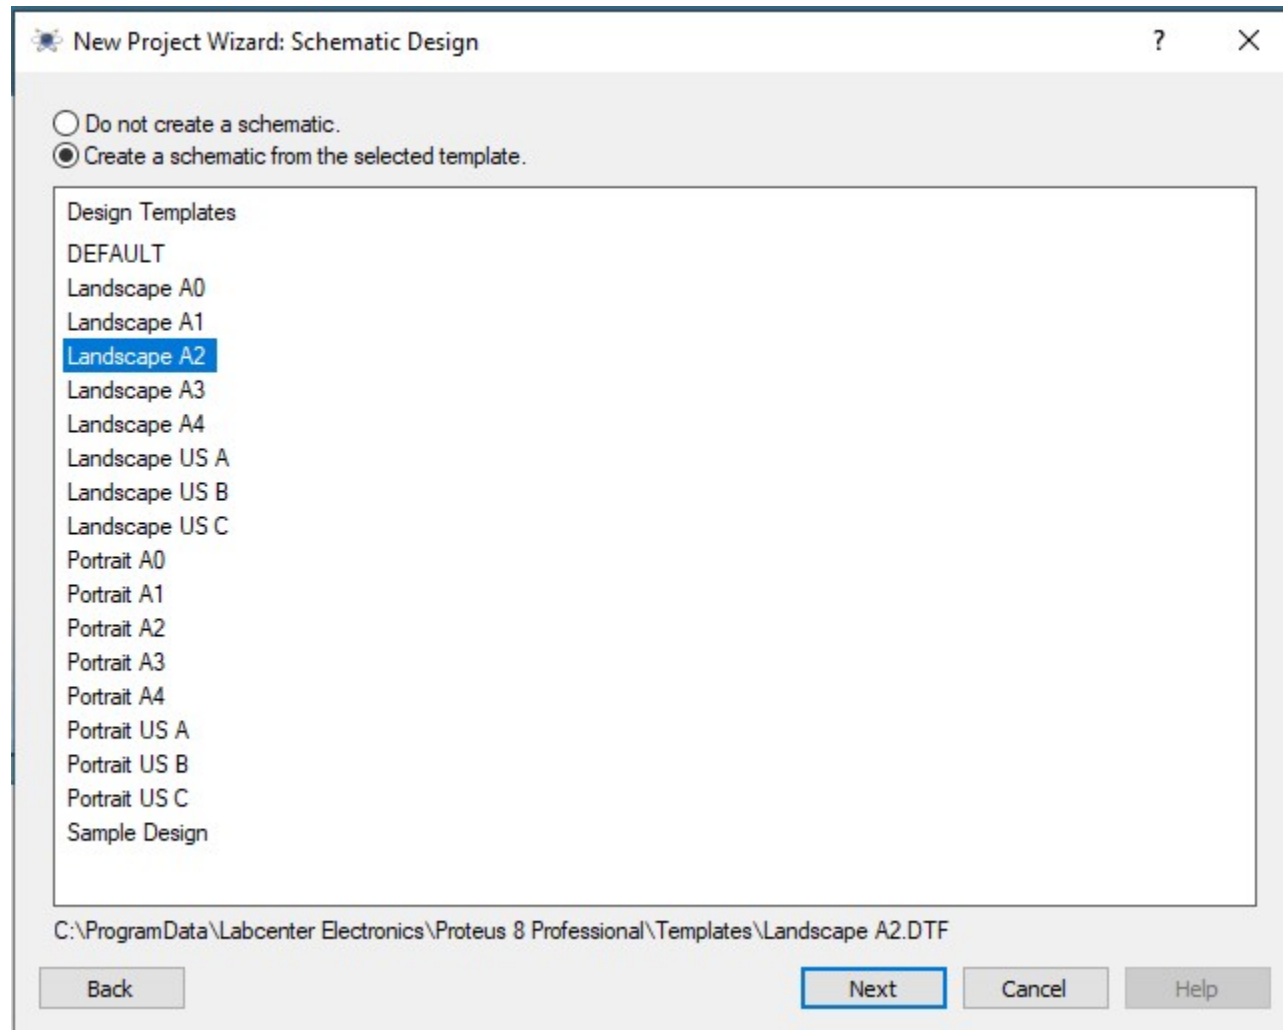 New Project Wizard: Schematic Design ? ×
Do not create a schematic.
Create a schematic from the selected template.
Design Templates
DEFAULT
Landscape A0
Landscape A1
Landscape A2
Landscape A3
Landscape A4
Landscape US A
Landscape US B
Landscape US C
Portrait A0
Portrait A1
Portrait A2
Portrait A3
Portrait A4
Portrait US A
Portrait US B
Portrait US C
Sample Design
C:\ProgramData\Labcenter Electronics\Proteus 8 Professional\Templates\Landscape A2.DTF
Back Next Cancel Help